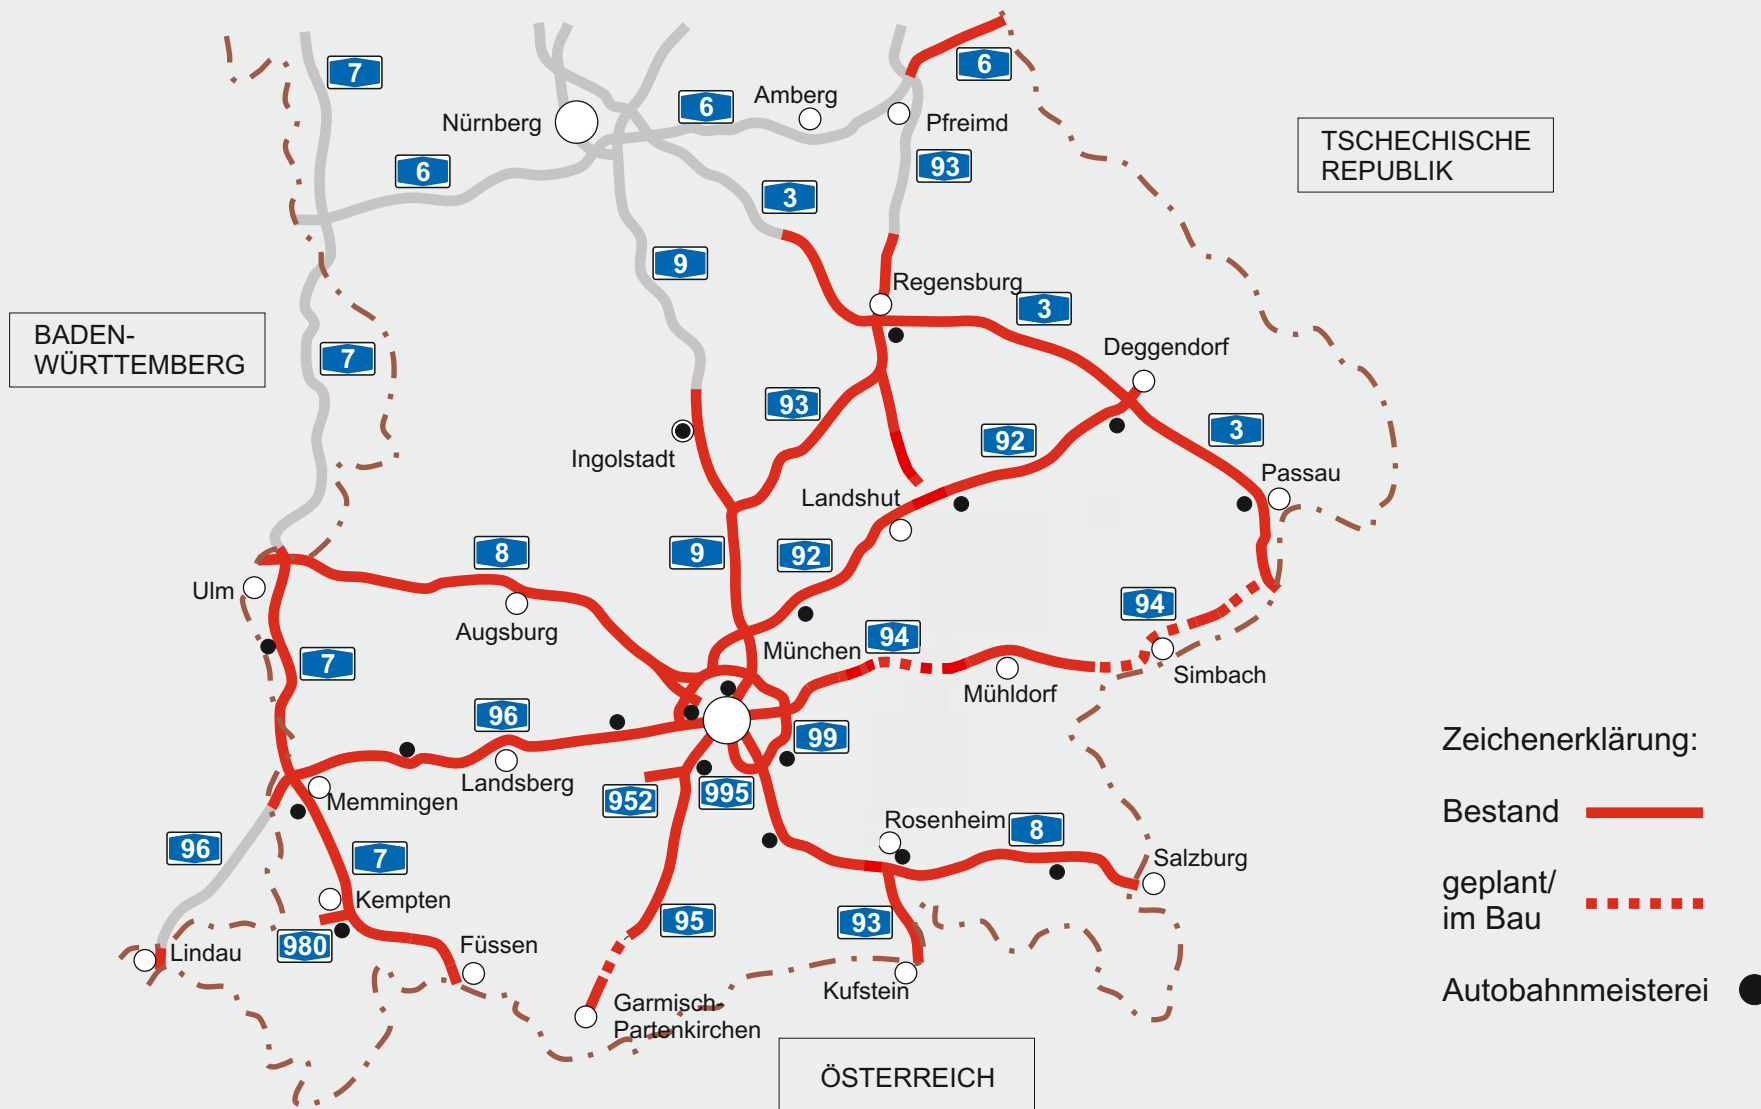 7
6
Amberg
6
Nürnberg
Pfreimd
TSCHECHISCHE
REPUBLIK
6
93
3
9
Regensburg
3
BADEN-
WÜRTTEMBERG
7
Deggendorf
93
3
92
Ingolstadt
Passau
Landshut
8
9
92
Ulm
94
Augsburg
94
München
7
Simbach
Mühldorf
96
99
Zeichenerklärung:
Landsberg
952
995
Memmingen
Bestand
Rosenheim
8
96
7
Salzburg
geplant/
im Bau
Kempten
95
93
980
Füssen
Lindau
Kufstein
Autobahnmeisterei
Garmisch-
Partenkirchen
ÖSTERREICH